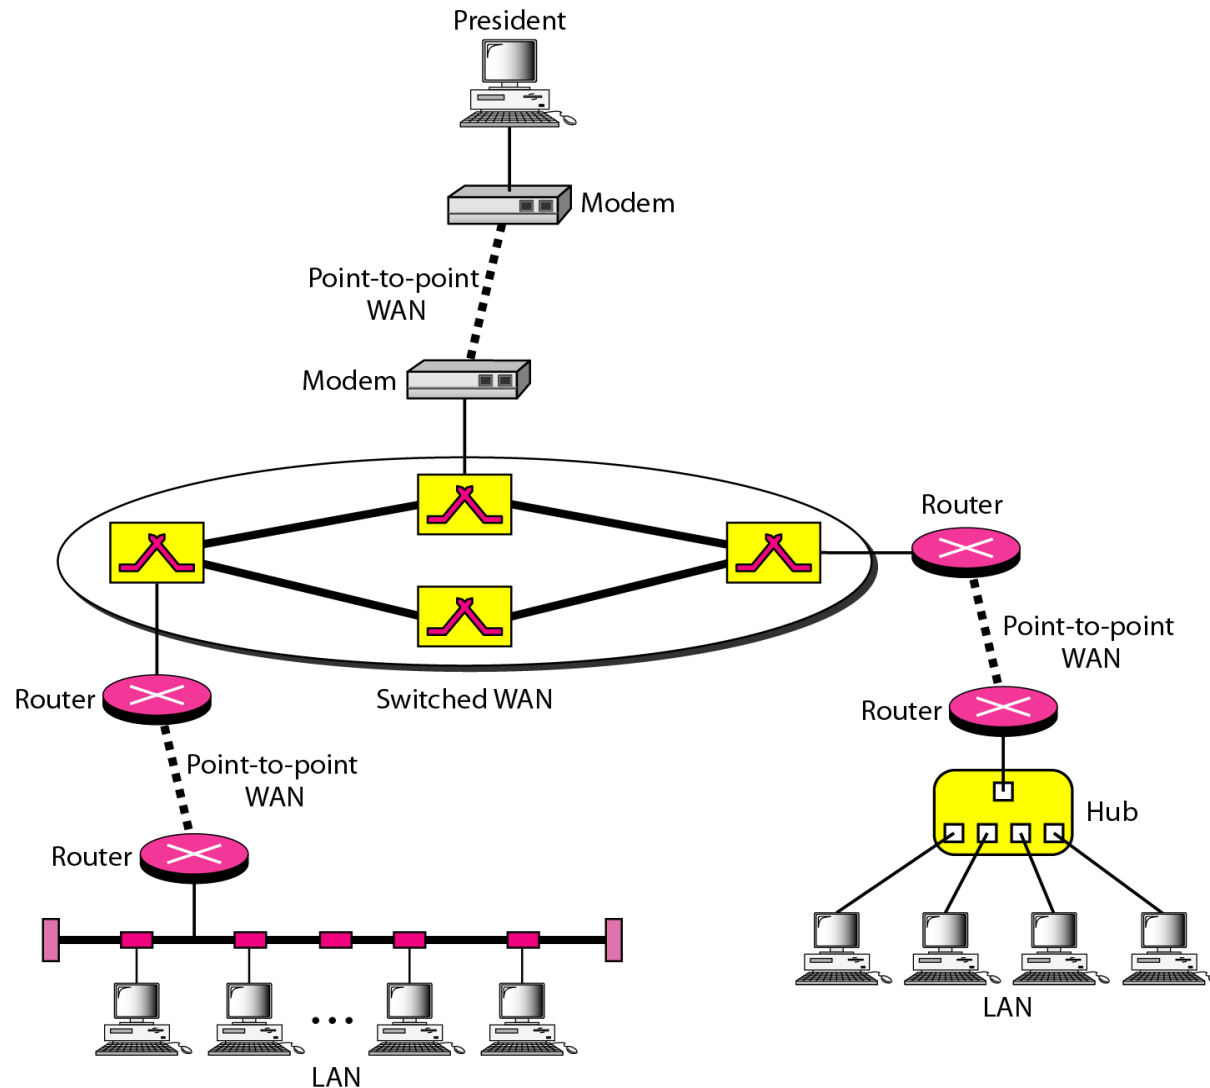 President
Modem
Point-to-point
WAN
Modem
Router
Point-to-point
WAN
Router
Switched WAN
Router
Point-to-point
WAN
Hub
Router
LAN
LAN